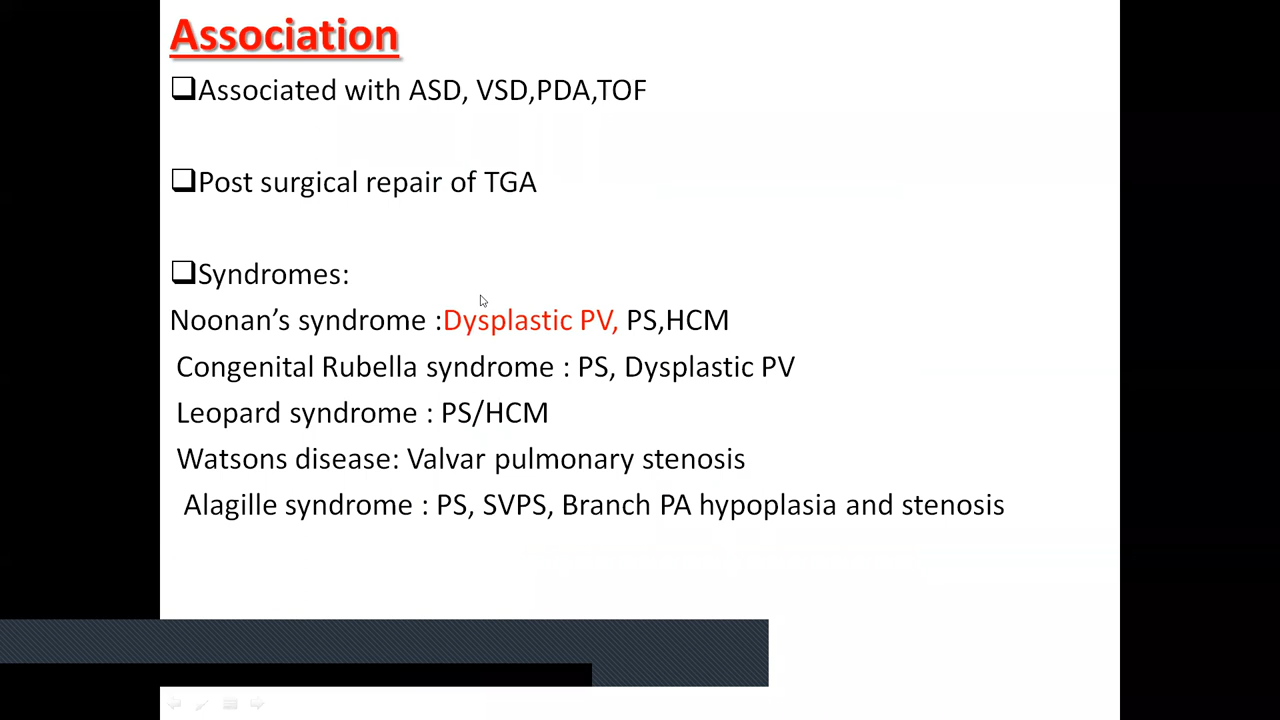 Association
❑Associated with ASD, VSD,PDA,TOF
❑Post surgical repair of TGA
❑Syndromes:
Noonan’s syndrome :Dysplastic PV, PS,HCM
Congenital Rubella syndrome : PS, Dysplastic PV
Leopard syndrome : PS/HCM
Watsons disease: Valvar pulmonary stenosis
Alagille syndrome : PS, SVPS, Branch PA hypoplasia and stenosis